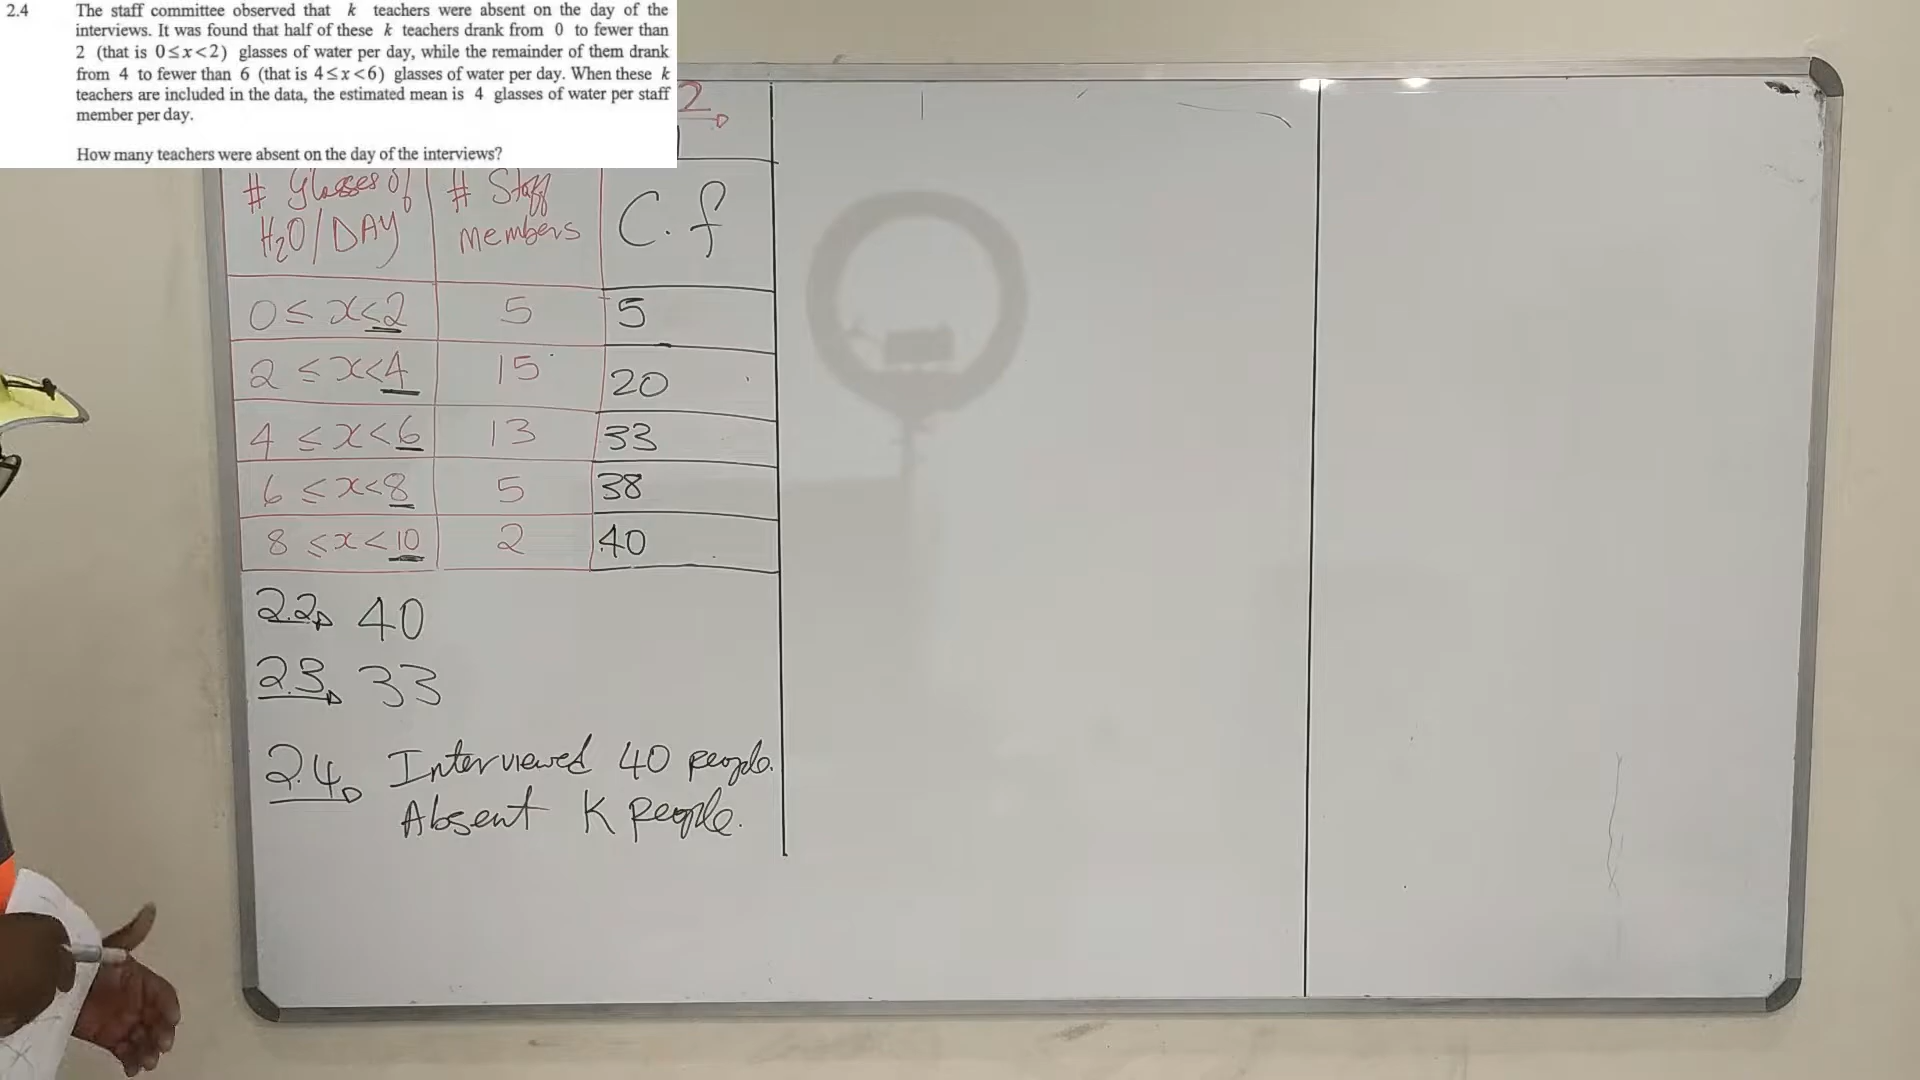 2.4 The staff committee observed that k teachers were absent on the day of the
interviews. It was found that half of these k teachers drank from 0 to fewer than
2 (that is 0≤x<2) glasses of water per day, while the remainder of them drank
from 4 to fewer than 6 (that is 4≤x<6) glasses of water per day. When these k
teachers are included in the data, the estimated mean is 4 glasses of water per staff
member per day.
How many teachers were absent on the day of the interviews?
2
# Glasses of # Staff
H₂O/DAY Members C.f
0 ≤ x<2 5 5
2 ≤ x<4 15 20
4 ≤ x<6 13 33
6 ≤ x<8 5 38
8 ≤ x<10 2 40
2.2 40
2.3 33
2.4 Interviewed 40 people.
Absent K people.